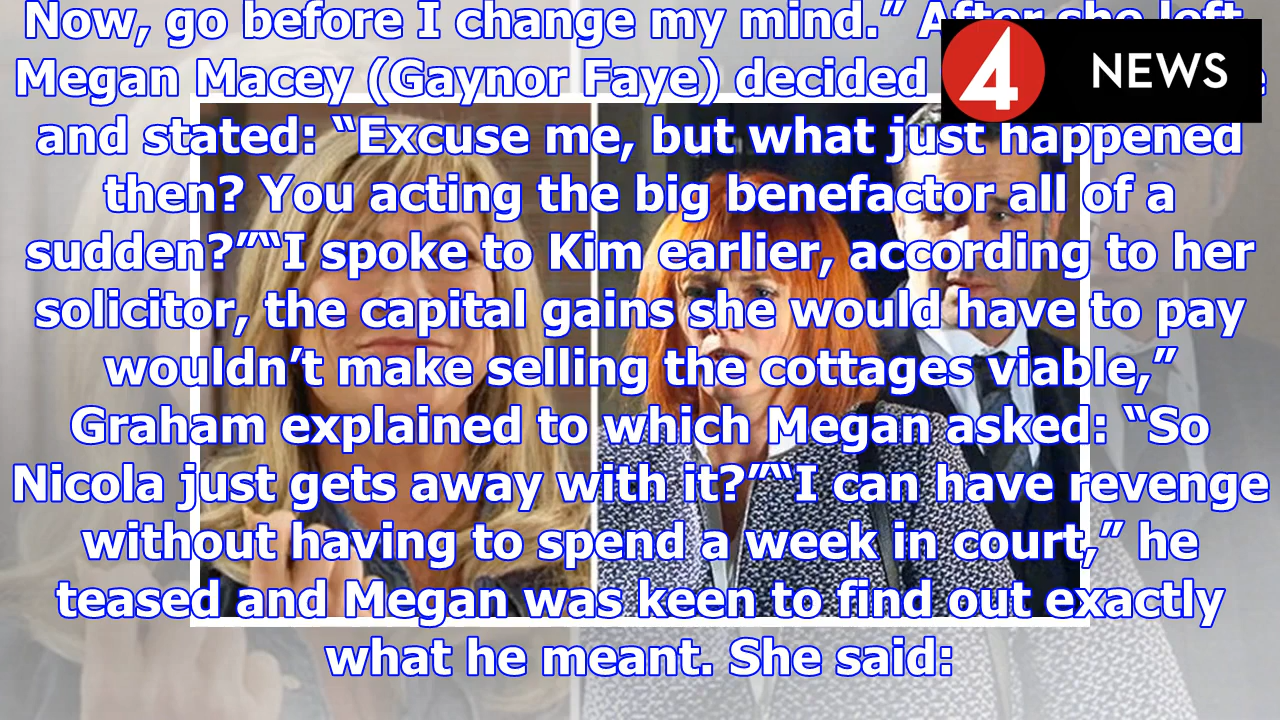 Now, go before I change my mind.” After she left
Megan Macey (Gaynor Faye) decided
and stated: “Excuse me, but what just happened
then? You acting the big benefactor all of a
sudden?”“I spoke to Kim earlier, according to her
solicitor, the capital gains she would have to pay
wouldn’t make selling the cottages viable,”
Graham explained to which Megan asked: “So
Nicola just gets away with it?”“I can have revenge
without having to spend a week in court,” he
teased and Megan was keen to find out exactly
what he meant. She said:
4 NEWS